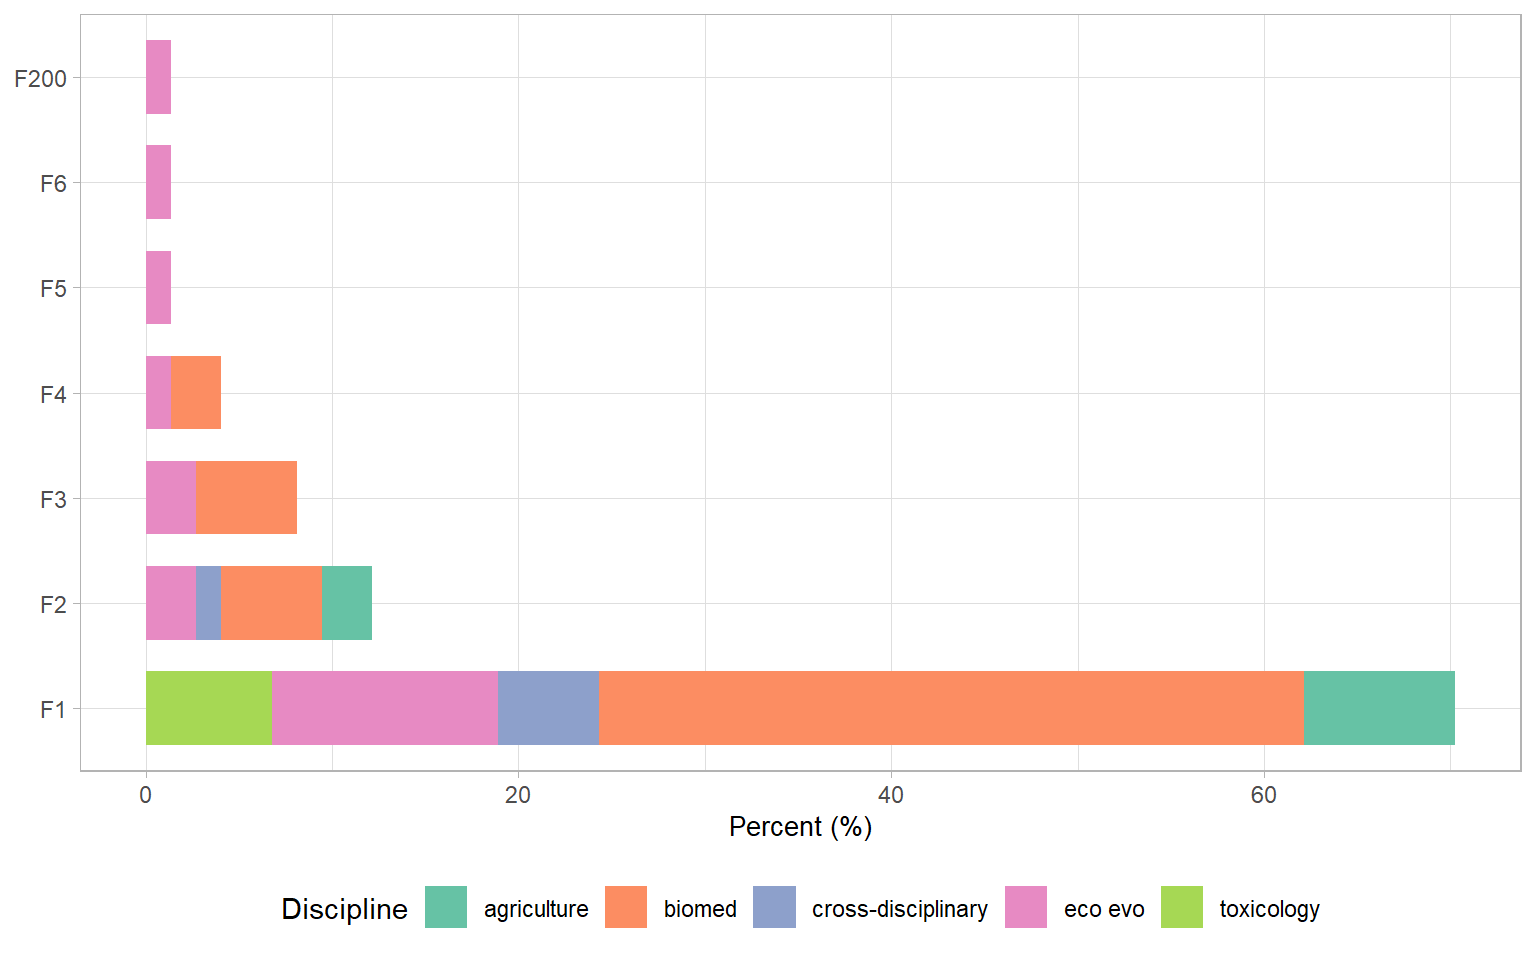 F200
F6
F5
F4
F3
F2
F1
0 20 40 60
Percent (%)
Discipline agriculture biomed cross-disciplinary eco evo toxicology